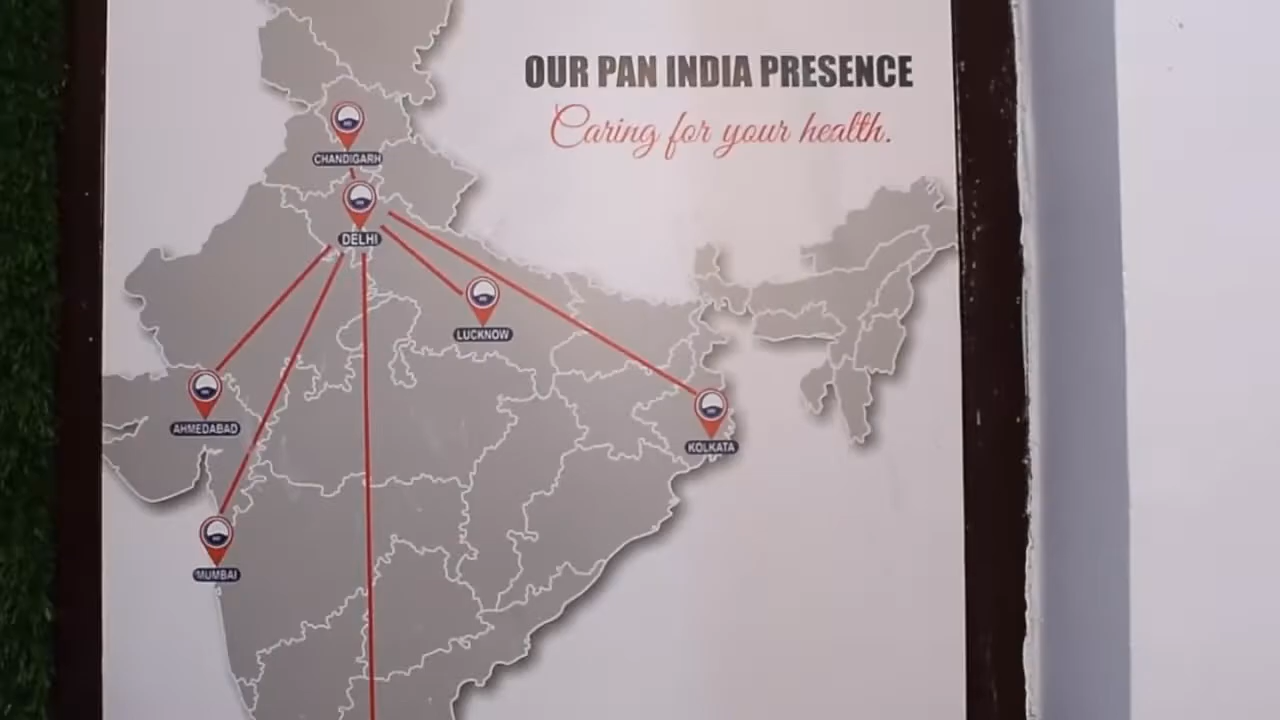 OUR PAN INDIA PRESENCE
Caring for your health.
CHANDIGARH
DELHI
LUCKNOW
AHMEDABAD
KOLKATA
MUMBAI